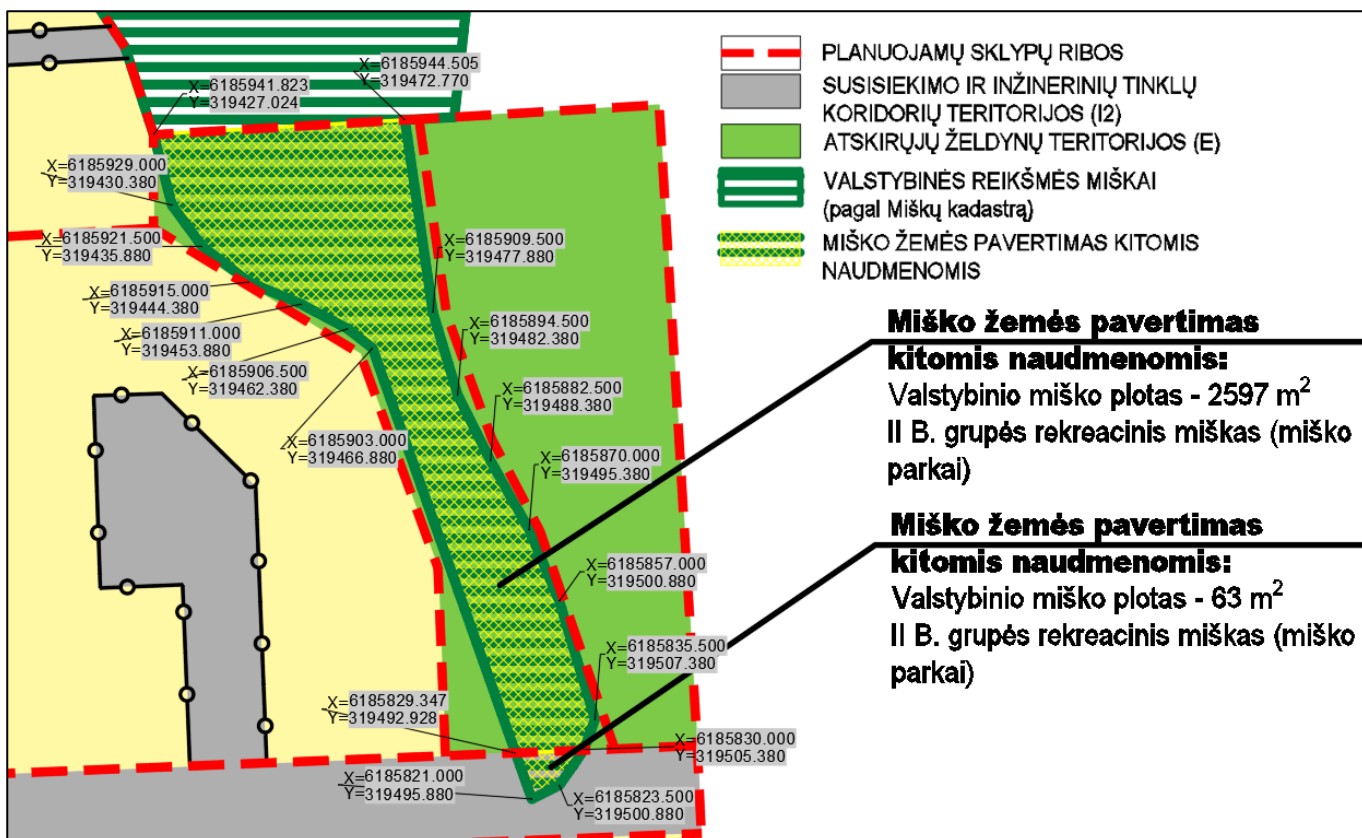 X=6185944.505
Y=319472.770
X=6185941.823
Y=319427.024
X=6185929.000
Y=319430.380
X=6185921.500
Y=319435.880
X=6185909.500
Y=319477.880
X=6185915.000
Y=319444.380
X=6185911.000
Y=319453.880
X=6185894.500
Y=319482.380
X=6185906.500
Y=319462.380
X=6185882.500
Y=319488.380
X=6185903.000
Y=319466.880
X=6185870.000
Y=319495.380
X=6185857.000
Y=319500.880
X=6185835.500
Y=319507.380
X=6185829.347
Y=319492.928
X=6185830.000
Y=319505.380
X=6185821.000
Y=319495.880
X=6185823.500
Y=319500.880
PLANUOJAMŲ SKLYPŲ RIBOS
SUSISIEKIMO IR INŽINERINIŲ TINKLŲ
KORIDORIŲ TERITORIJOS (I2)
ATSKIRŲJŲ ŽELDYNŲ TERITORIJOS (E)
VALSTYBINĖS REIKŠMĖS MIŠKAI
(pagal Miškų kadastrą)
MIŠKO ŽEMĖS PAVERTIMAS KITOMIS
NAUDMENOMIS
Miško žemės pavertimas
kitomis naudmenomis:
Valstybinio miško plotas - 2597 m²
II B. grupės rekreacinis miškas (miško
parkai)
Miško žemės pavertimas
kitomis naudmenomis:
Valstybinio miško plotas - 63 m²
II B. grupės rekreacinis miškas (miško
parkai)